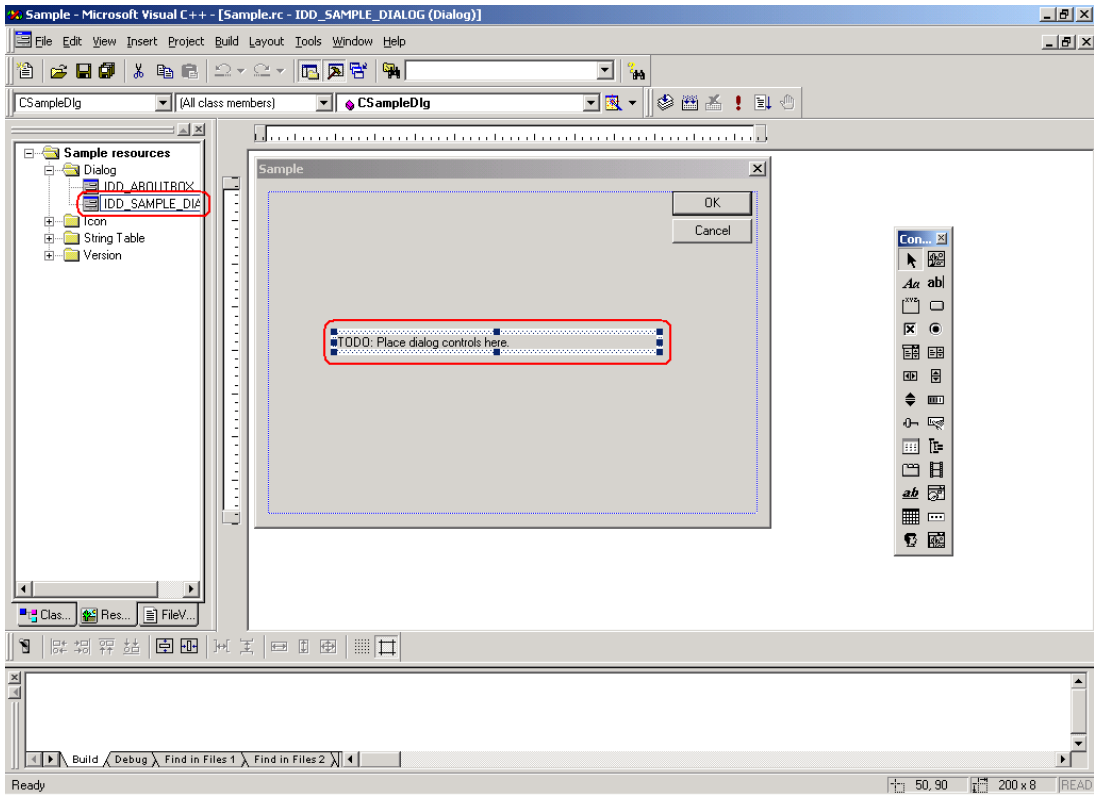 Sample - Microsoft Visual C++ - [Sample.rc - IDD_SAMPLE_DIALOG (Dialog)]
File Edit View Insert Project Build Layout Tools Window Help
CSampleDlg (All class members) CSampleDlg
Sample resources
Dialog
IDD_ABOUTBOX
IDD_SAMPLE_DIA
Icon
String Table
Version
Sample
OK
Cancel
TODO: Place dialog controls here.
Con...
Aa ab|
xyz
ab
Clas... Res... FileV...
Build Debug Find in Files 1 Find in Files 2
Ready 50, 90 200 x 8 READ